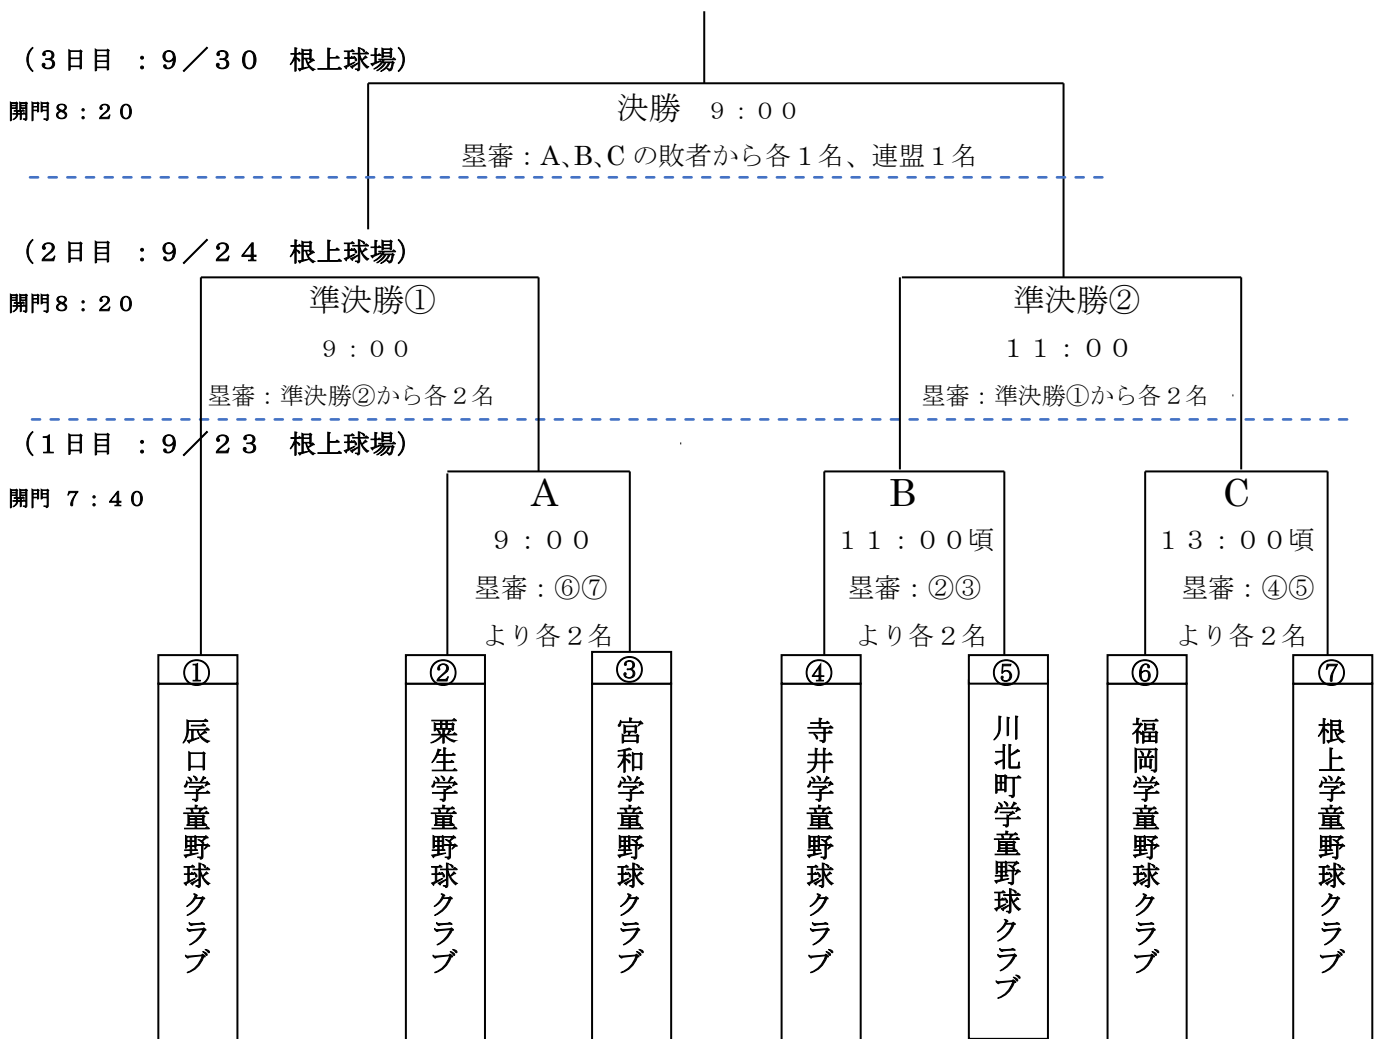 （３日目 ：９／３０　根上球場）
開門８：２０
決勝　９：００
塁審：A、B、C の敗者から各１名、連盟１名
（２日目 ：９／２４　根上球場）
開門８：２０
準決勝①
９：００
塁審：準決勝②から各２名
準決勝②
１１：００
塁審：準決勝①から各２名
（１日目 ：９／２３　根上球場）
開門 ７：４０
A
９：００
塁審：⑥⑦
より各２名
B
１１：００頃
塁審：②③
より各２名
C
１３：００頃
塁審：④⑤
より各２名
①
辰口学童野球クラブ
②
粟生学童野球クラブ
③
宮和学童野球クラブ
④
寺井学童野球クラブ
⑤
川北町学童野球クラブ
⑥
福岡学童野球クラブ
⑦
根上学童野球クラブ